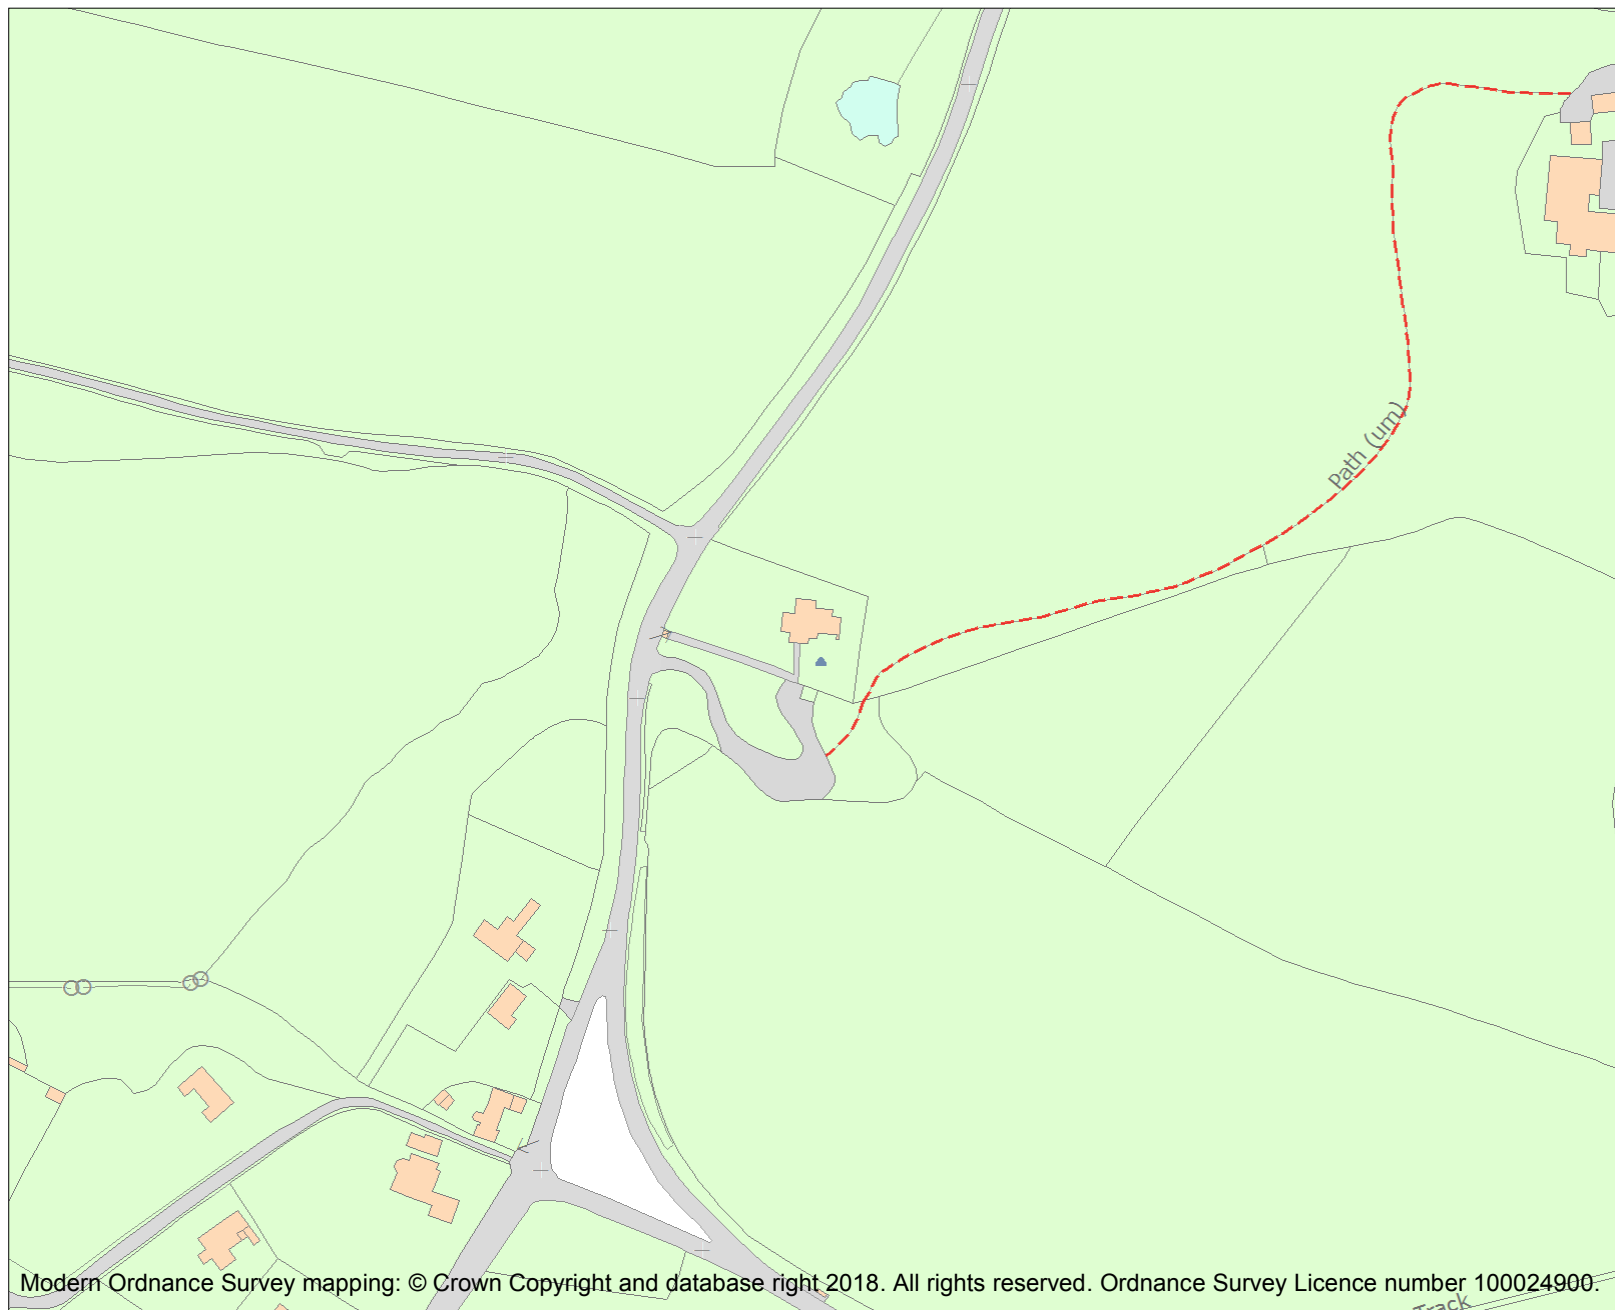 Path (um)
Modern Ordnance Survey mapping: © Crown Copyright and database right 2018. All rights reserved. Ordnance Survey Licence number 100024900.
Track